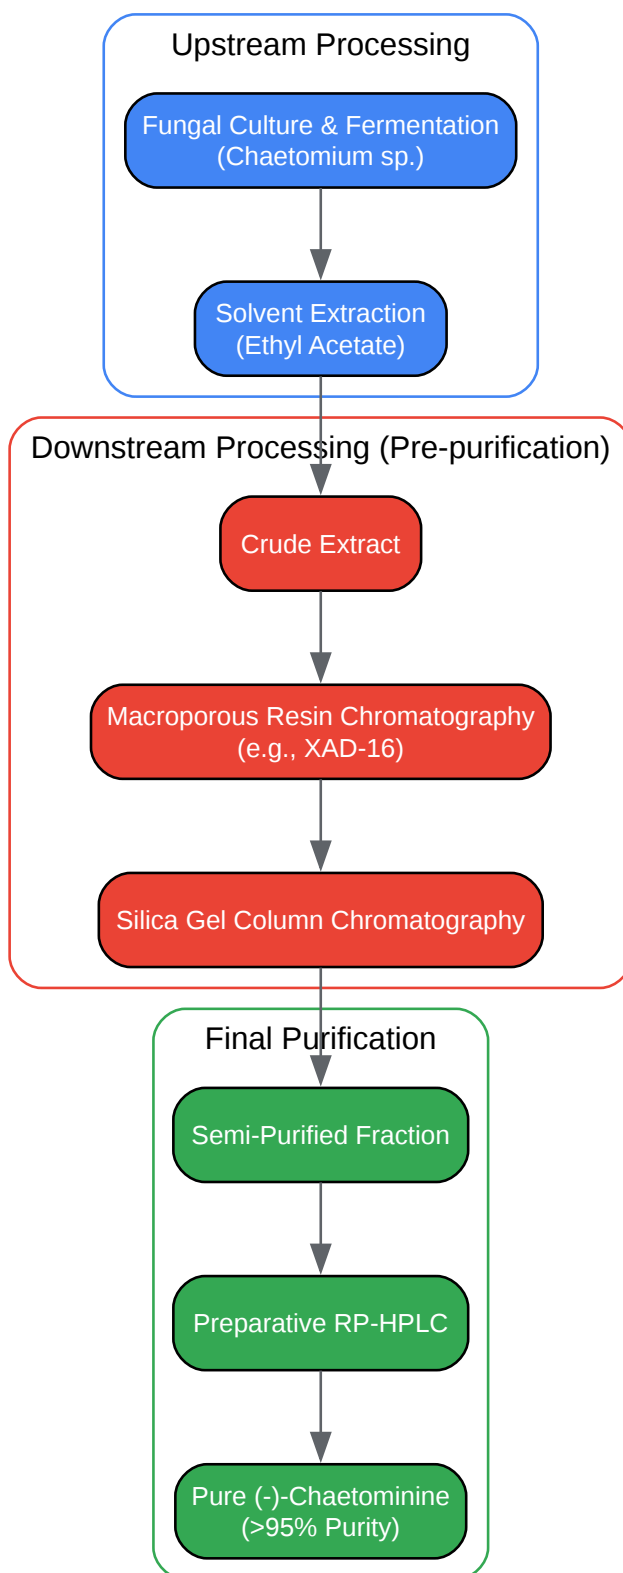 Upstream Processing
Fungal Culture & Fermentation
(Chaetomium sp.)
Solvent Extraction
(Ethyl Acetate)
Downstream Processing (Pre-purification)
Crude Extract
Macroporous Resin Chromatography
(e.g., XAD-16)
Silica Gel Column Chromatography
Final Purification
Semi-Purified Fraction
Preparative RP-HPLC
Pure (-)-Chaetominine
(>95% Purity)